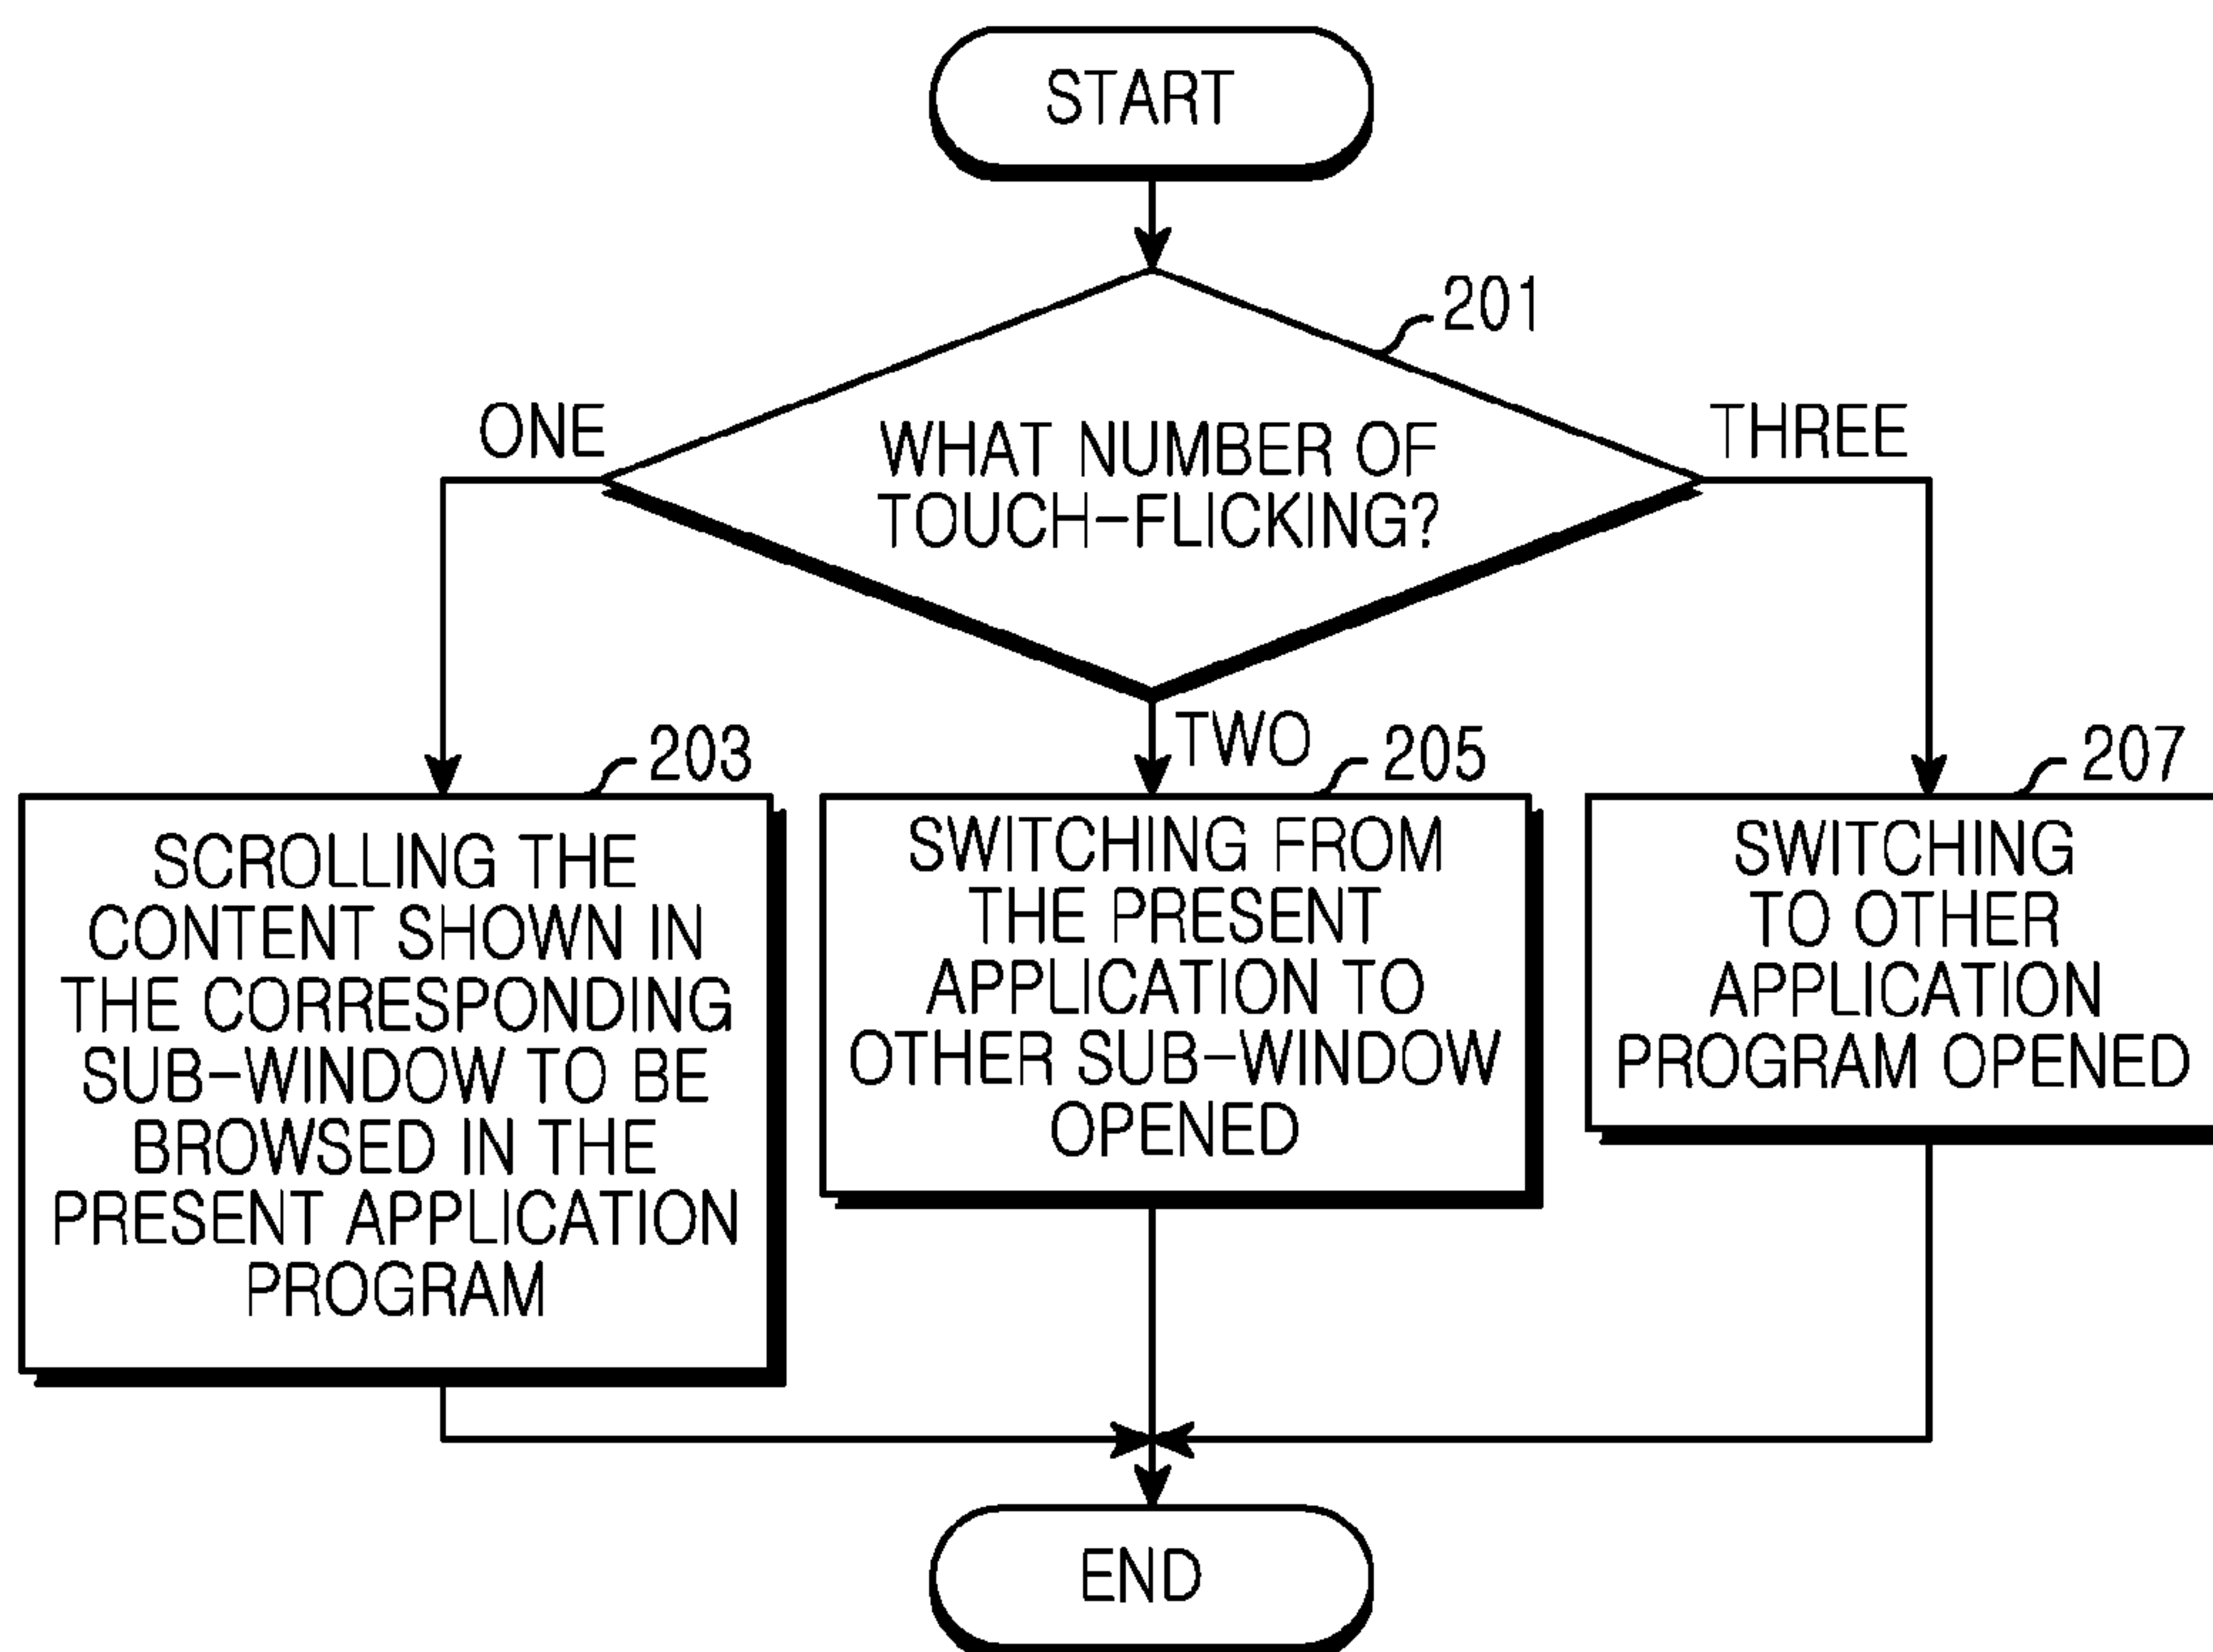 START
201
ONE
WHAT NUMBER OF
TOUCH-FLICKING?
THREE
TWO
203
SCROLLING THE
CONTENT SHOWN IN
THE CORRESPONDING
SUB-WINDOW TO BE
BROWSED IN THE
PRESENT APPLICATION
PROGRAM
205
SWITCHING FROM
THE PRESENT
APPLICATION TO
OTHER SUB-WINDOW
OPENED
207
SWITCHING
TO OTHER
APPLICATION
PROGRAM OPENED
END